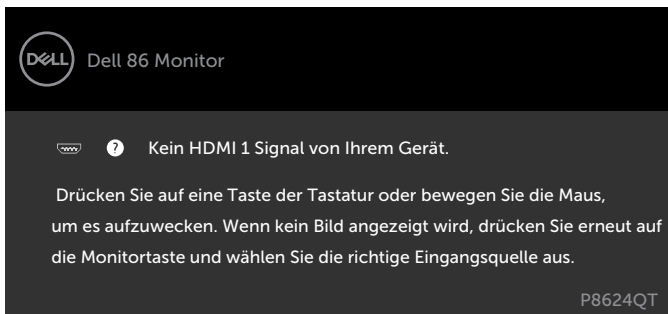 DELL Dell 86 Monitor
? Kein HDMI 1 Signal von Ihrem Gerät.
Drücken Sie auf eine Taste der Tastatur oder bewegen Sie die Maus,
um es aufzuwecken. Wenn kein Bild angezeigt wird, drücken Sie erneut auf
die Monitortaste und wählen Sie die richtige Eingangsquelle aus.
P8624QT